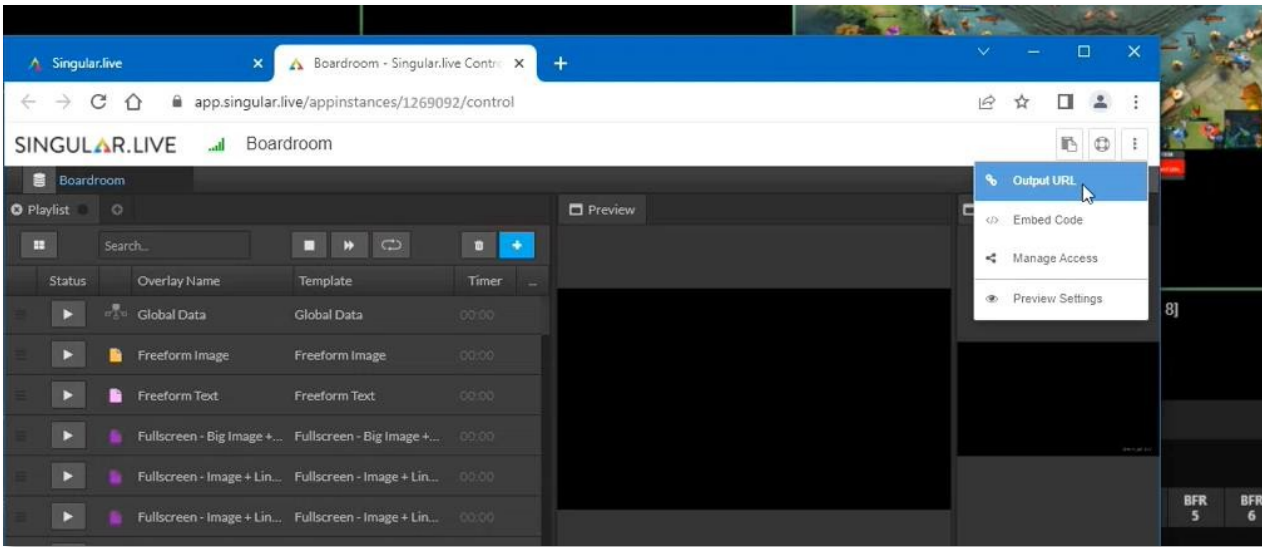 Singular.live
Boardroom - Singular.live Contro
app.singular.live/appinstances/1269092/control
SINGULAR.LIVE Boardroom
Boardroom
Output URL
Playlist
Preview
Embed Code
Search...
Manage Access
Status Overlay Name Template Timer ...
Preview Settings
Global Data Global Data 00:00
8]
Freeform Image Freeform Image 00:00
Freeform Text Freeform Text 00:00
Fullscreen - Big Image +... Fullscreen - Big Image +... 00:00
Fullscreen - Image + Lin... Fullscreen - Image + Lin... 00:00
Fullscreen - Image + Lin... Fullscreen - Image + Lin... 00:00
BFR BFR
5 6